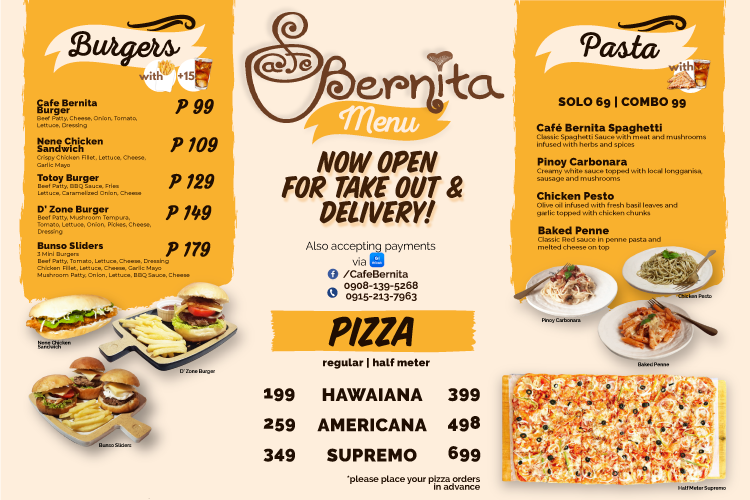 Burgers
with +15
Cafe Bernita
Burger
₱ 99
Beef Patty, Cheese, Onion, Tomato,
Lettuce, Dressing
Nene Chicken
Sandwich
₱ 109
Crispy Chicken Fillet, Lettuce, Cheese,
Garlic Mayo
Totoy Burger
₱ 129
Beef Patty, BBQ Sauce, Fries
Lettuce, Caramelized Onion, Cheese
D' Zone Burger
₱ 149
Beef Patty, Mushroom Tempura,
Tomato, Lettuce, Onion, Pickes, Cheese,
Dressing
Bunso Sliders
₱ 179
3 Mini Burgers
Beef Patty, Tomato, Lettuce, Cheese, Dressing
Chicken Fillet, Lettuce, Cheese, Garlic Mayo
Mushroom Patty, Onion, Lettuce, BBQ Sauce, Cheese
Nene Chicken
Sandwich
D' Zone Burger
Bunso Sliders
Cafe Bernita
Menu
NOW OPEN
FOR TAKE OUT &
DELIVERY!
Also accepting payments
via
/CafeBernita
0908-139-5268
0915-213-7963
PIZZA
regular | half meter
199 HAWAIANA 399
259 AMERICANA 498
349 SUPREMO 699
*please place your pizza orders
in advance
Pasta
with
SOLO 69 | COMBO 99
Café Bernita Spaghetti
Classic Spaghetti Sauce with meat and mushrooms
infused with herbs and spices
Pinoy Carbonara
Creamy white sauce topped with local longganisa,
sausage and mushrooms
Chicken Pesto
Olive oil infused with fresh basil leaves and
garlic topped with chicken chunks
Baked Penne
Classic Red sauce in penne pasta and
melted cheese on top
Chicken Pesto
Pinoy Carbonara
Baked Penne
Half Meter Supremo